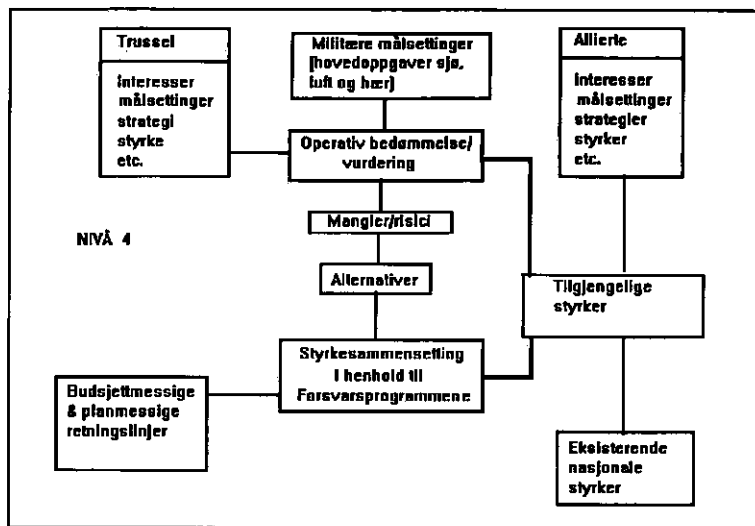 Trussel
interesser
målsettinger
strategi
styrke
etc.
Militære målsettinger
(hovedoppgaver sjø,
luft og hær)
Allierte
interesser
målsettinger
strategier
styrker
etc.
Operativ bedømmelse/
vurdering
Mangler/risici
NIVÅ 4
Alternativer
Tilgjengelige
styrker
Styrkesammensetting
i henhold til
Forsvarsprogrammene
Budsjettmessige
& planmessige
retningslinjer
Eksisterende
nasjonale
styrker